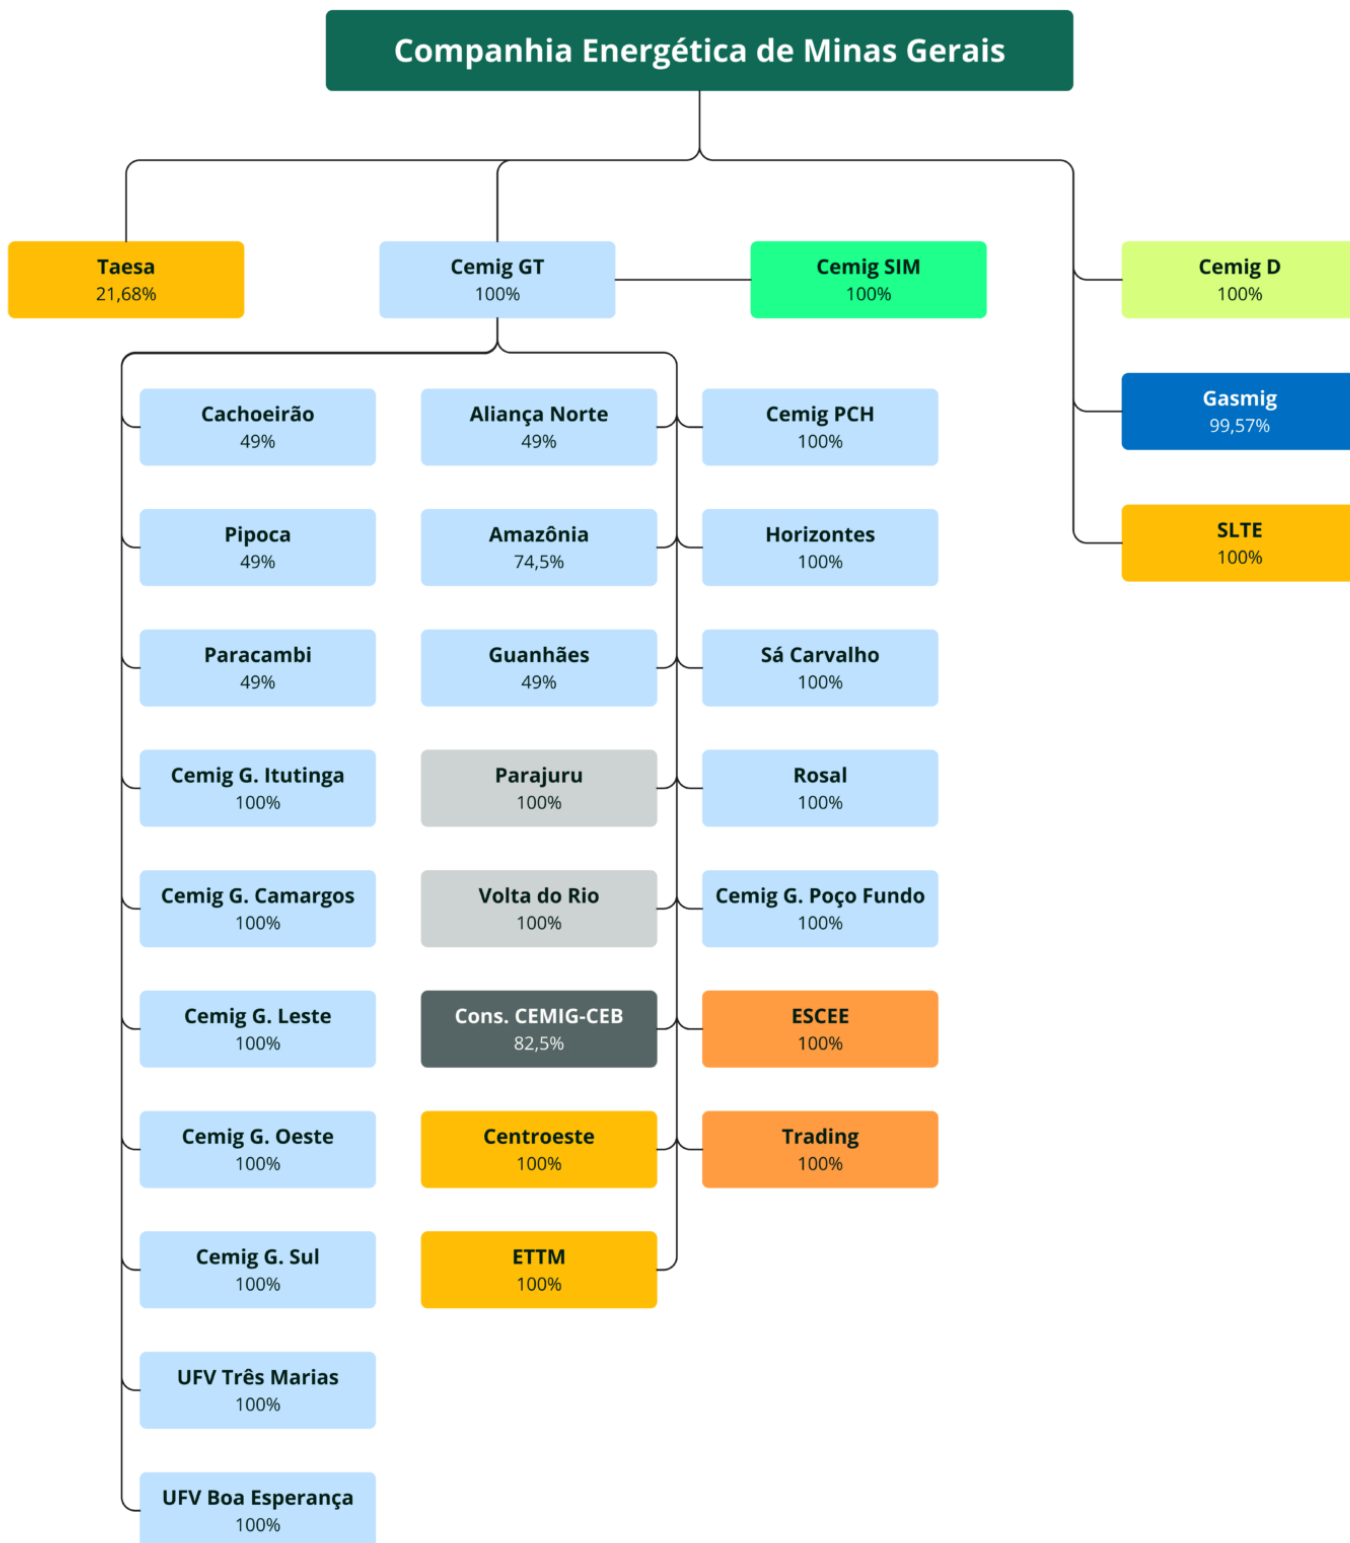 Companhia Energética de Minas Gerais
Taesa
21,68%
Cemig GT
100%
Cemig SIM
100%
Cemig D
100%
Gasmig
99,57%
SLTE
100%
Cachoeirão
49%
Aliança Norte
49%
Cemig PCH
100%
Pipoca
49%
Amazônia
74,5%
Horizontes
100%
Paracambi
49%
Guanhães
49%
Sá Carvalho
100%
Cemig G. Itutinga
100%
Parajuru
100%
Rosal
100%
Cemig G. Camargos
100%
Volta do Rio
100%
Cemig G. Poço Fundo
100%
Cemig G. Leste
100%
Cons. CEMIG-CEB
82,5%
ESCEE
100%
Cemig G. Oeste
100%
Centroeste
100%
Trading
100%
Cemig G. Sul
100%
ETTM
100%
UFV Três Marias
100%
UFV Boa Esperança
100%